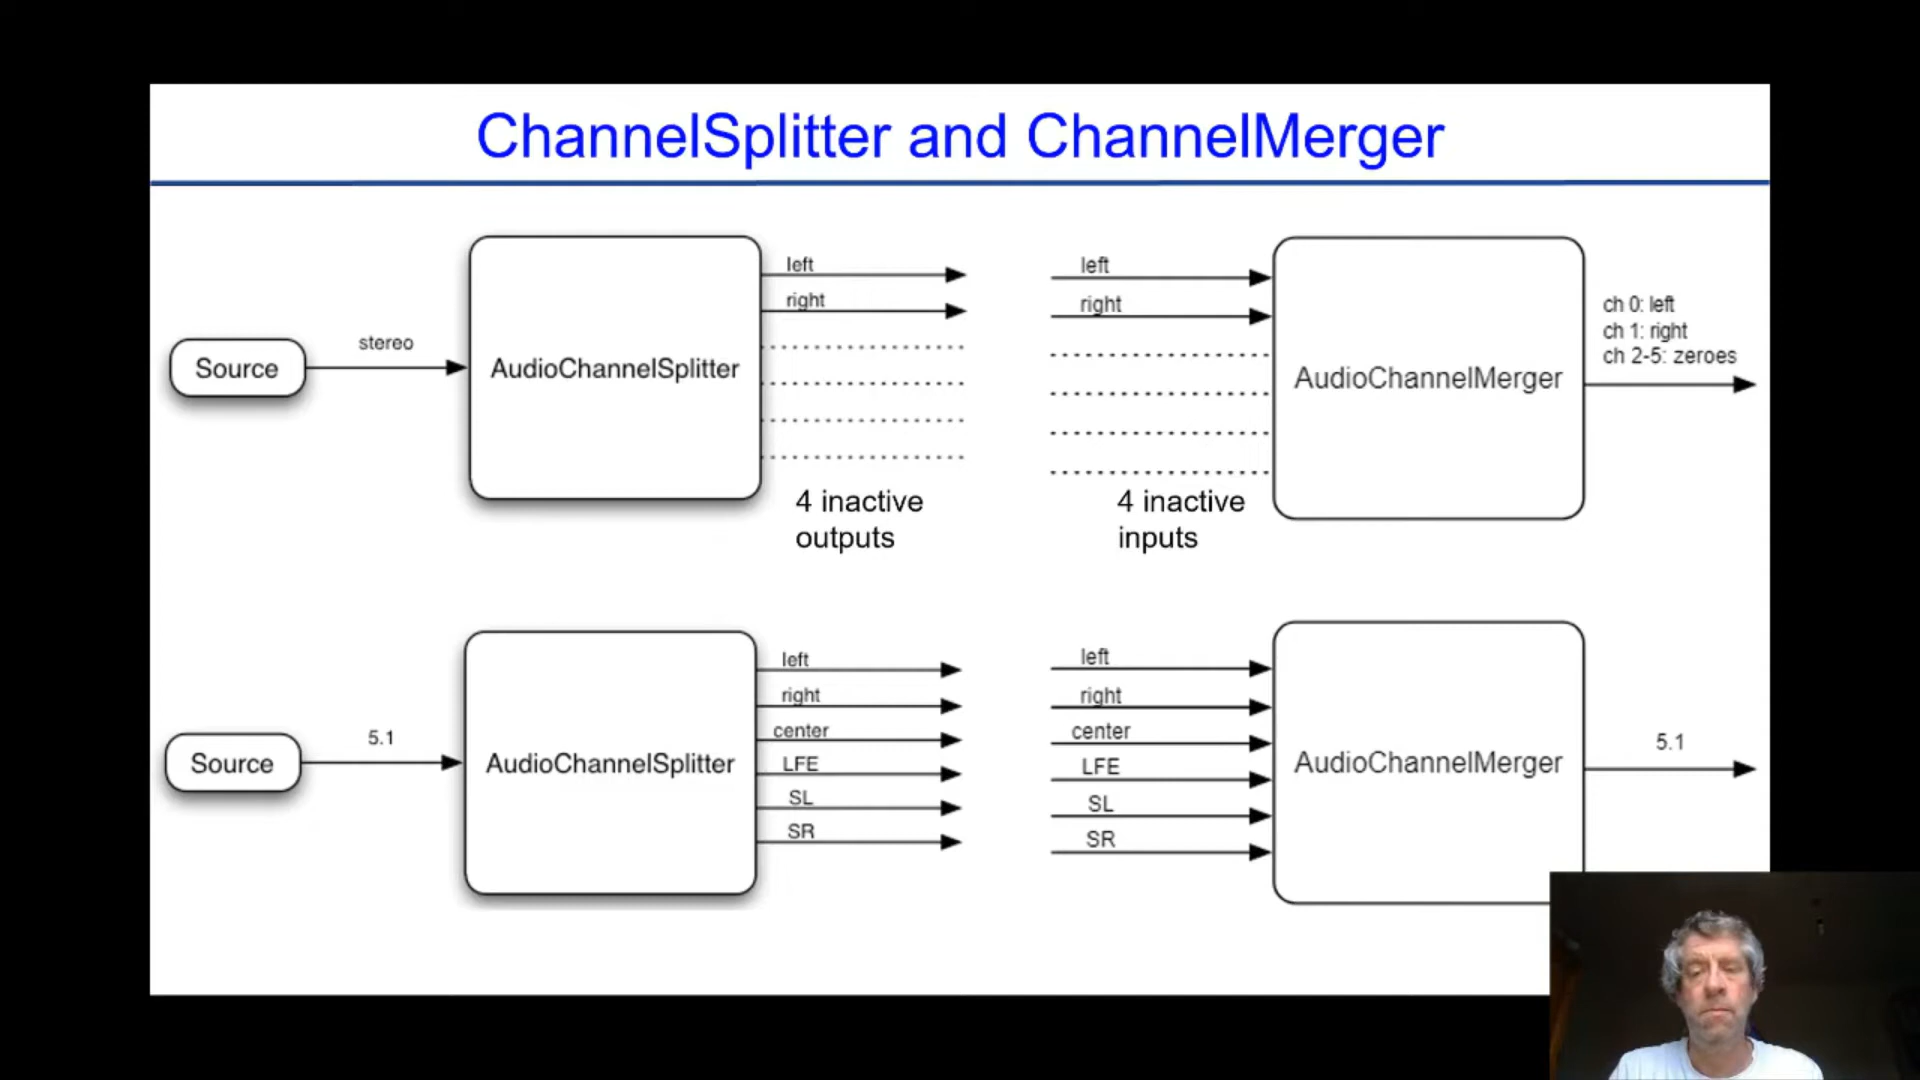 ChannelSplitter and ChannelMerger
Source
stereo
AudioChannelSplitter
left
right
4 inactive
outputs
left
right
4 inactive
inputs
AudioChannelMerger
ch 0: left
ch 1: right
ch 2-5: zeroes
Source
5.1
AudioChannelSplitter
left
right
center
LFE
SL
SR
left
right
center
LFE
SL
SR
AudioChannelMerger
5.1